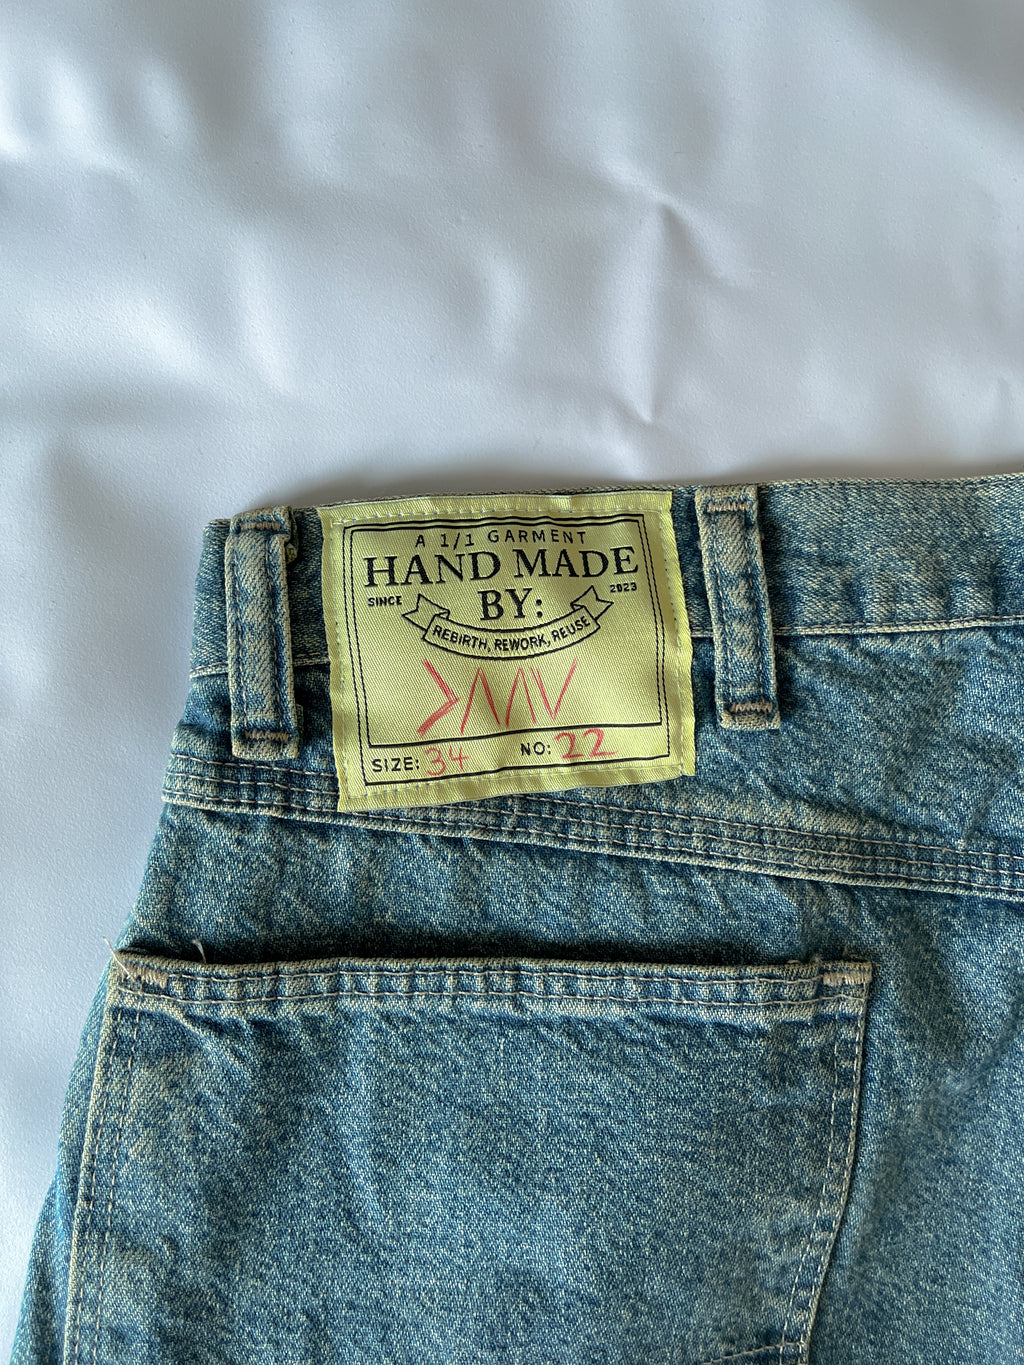 A 1/1 GARMENT
HAND MADE
SINCE BY: 2023
REBIRTH, REWORK, REUSE
SIZE: 34 NO: 22